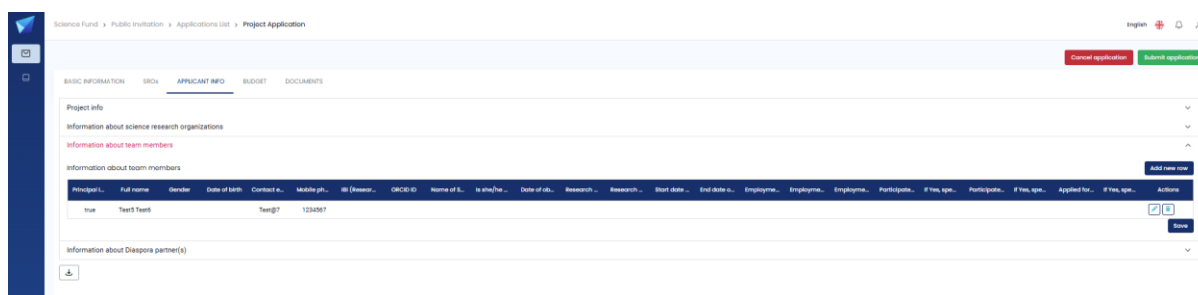 Science Fund > Public Invitation > Applications List > Project Application English
Cancel application Submit application
BASIC INFORMATION SROs APPLICANT INFO BUDGET DOCUMENTS
Project info
Information about science research organizations
Information about team members
Information about team members Add new row
Principal i... Full name Gender Date of birth Contact e... Mobile ph... IBI (Resear... ORCID ID Name of S... Is she/he ... Date of ob... Research ... Research ... Start date ... End date o... Employme... Employme... Employme... Participate... If Yes, spe... Participate... If Yes, spe... Applied for... If Yes, spe... Actions
true Test5 Test6 Test@7 1234567
Save
Information about Diaspora partner(s)